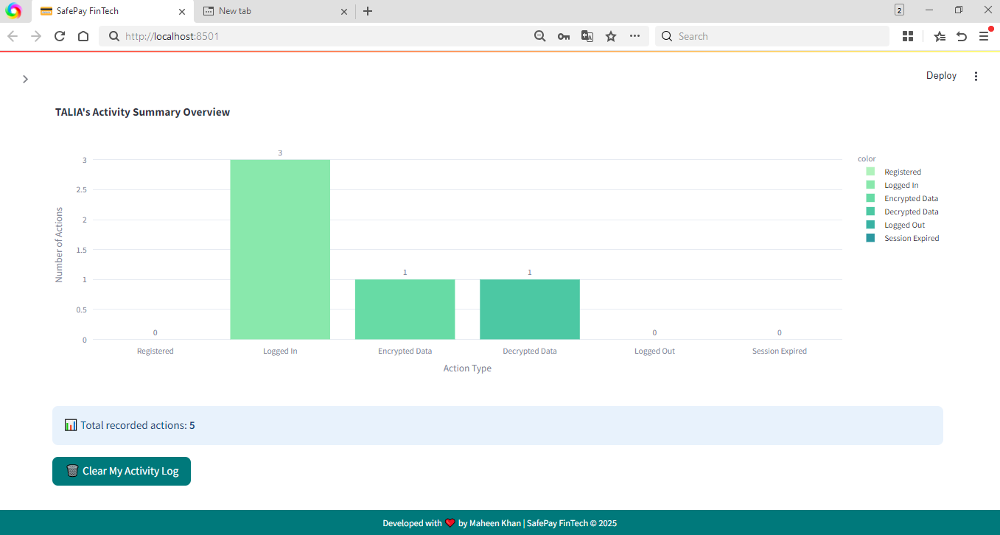 SafePay FinTech
New tab
2
http://localhost:8501
Search
Deploy
TALIA's Activity Summary Overview
Number of Actions
3
2.5
2
1.5
1
0.5
0
0
3
1
1
0
0
Registered
Logged In
Encrypted Data
Decrypted Data
Logged Out
Session Expired
Action Type
color
Registered
Logged In
Encrypted Data
Decrypted Data
Logged Out
Session Expired
📊 Total recorded actions: 5
🗑️ Clear My Activity Log
Developed with ❤️ by Maheen Khan | SafePay FinTech © 2025